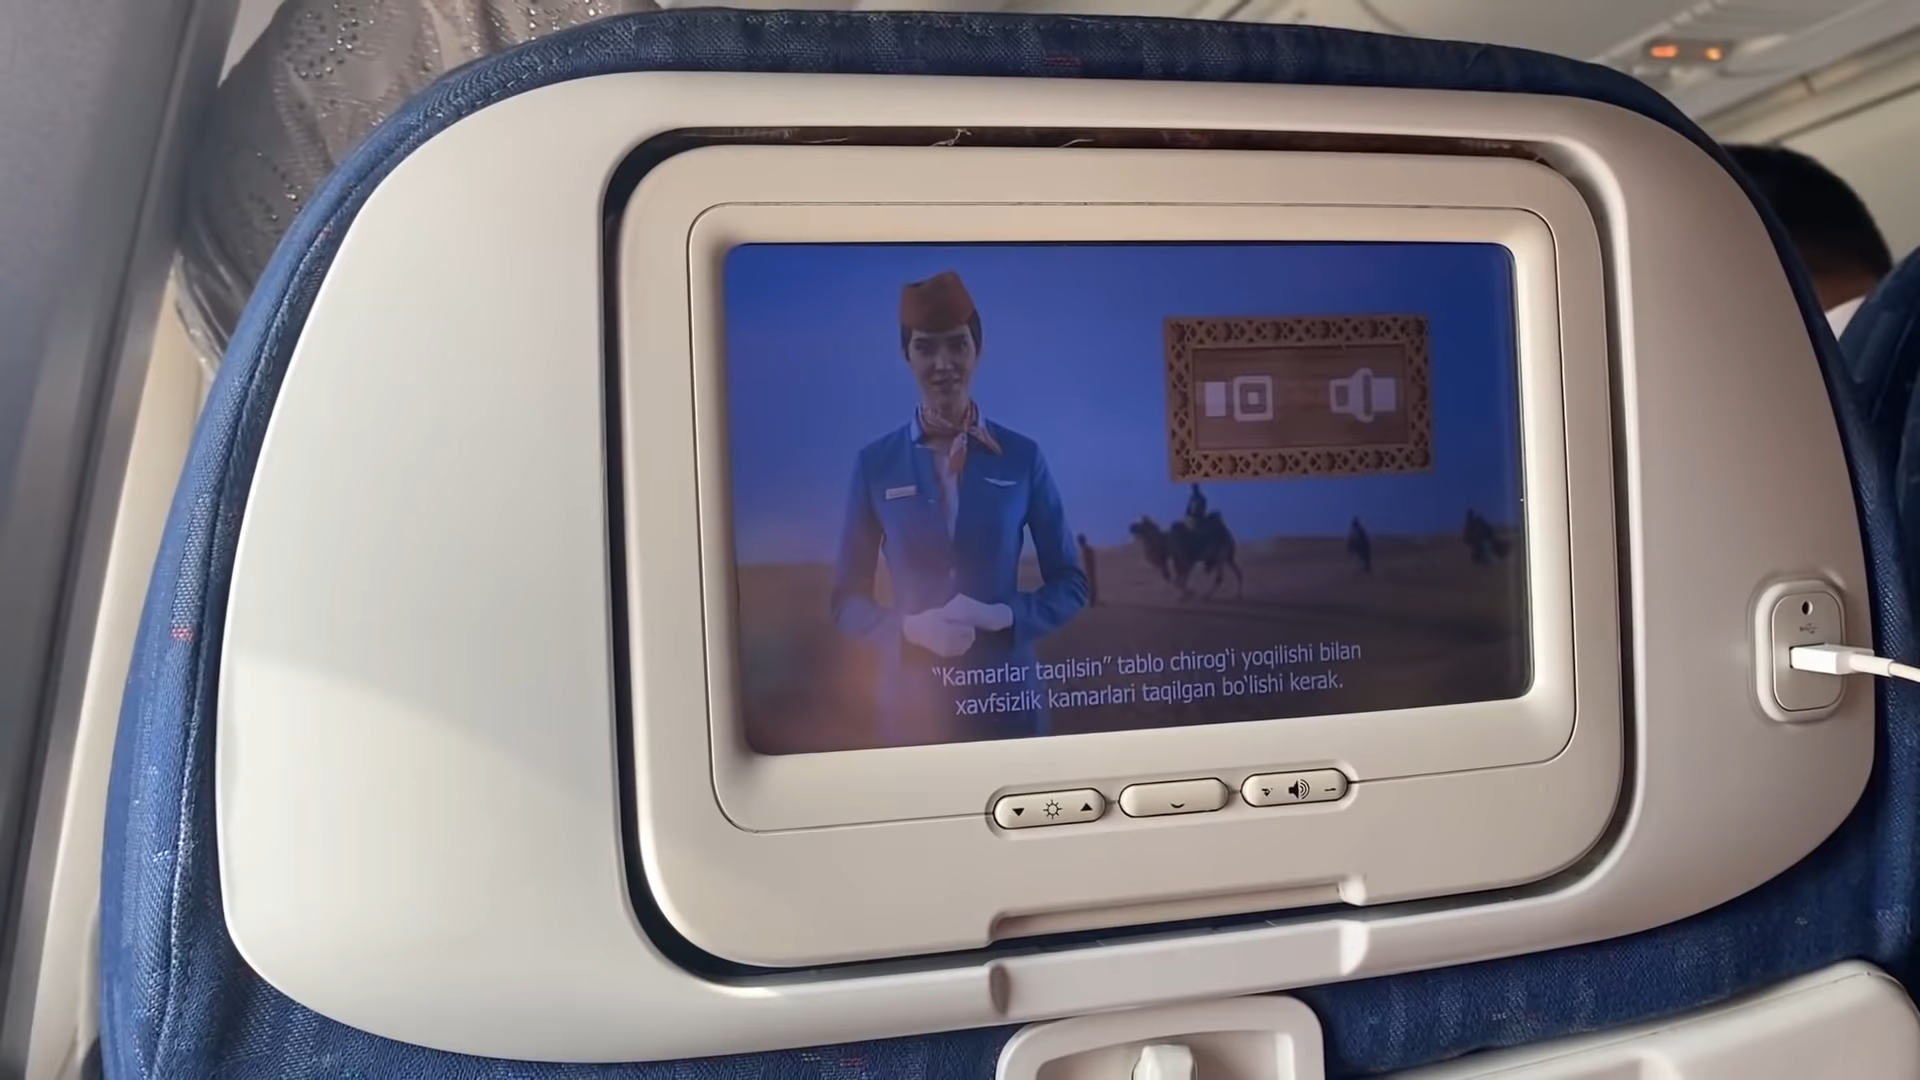 “Kamarlar taqilsin” tablo chirog‘i yoqilishi bilan
xavfsizlik kamarlari taqilgan bo‘lishi kerak.